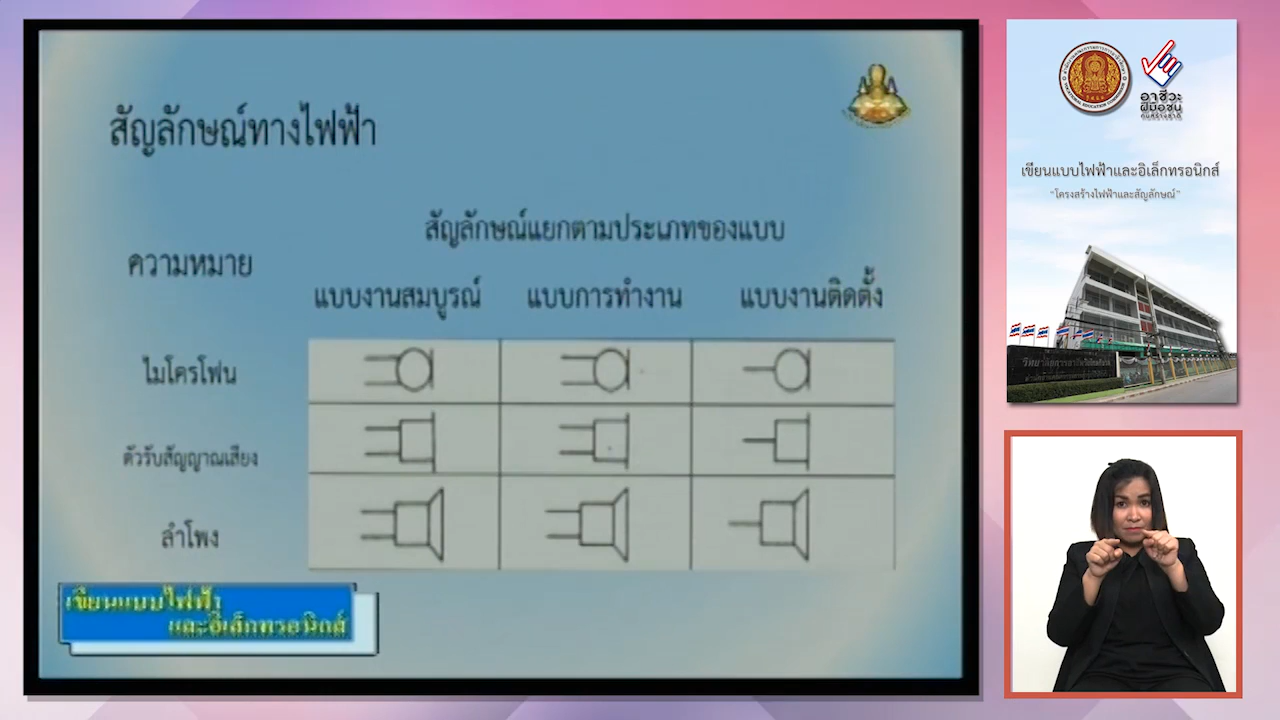 สัญลักษณ์ทางไฟฟ้า
สัญลักษณ์แยกตามประเภทของแบบ
ความหมาย
แบบงานสมบูรณ์ แบบการทำงาน แบบงานติดตั้ง
ไมโครโฟน
ตัวรับสัญญาณเสียง
ลำโพง
เขียนแบบไฟฟ้า
และอิเล็กทรอนิกส์
อาชีวะ
ฝีมือชน
คนสร้างชาติ
เขียนแบบไฟฟ้าและอิเล็กทรอนิกส์
"โครงสร้างไฟฟ้าและสัญลักษณ์"